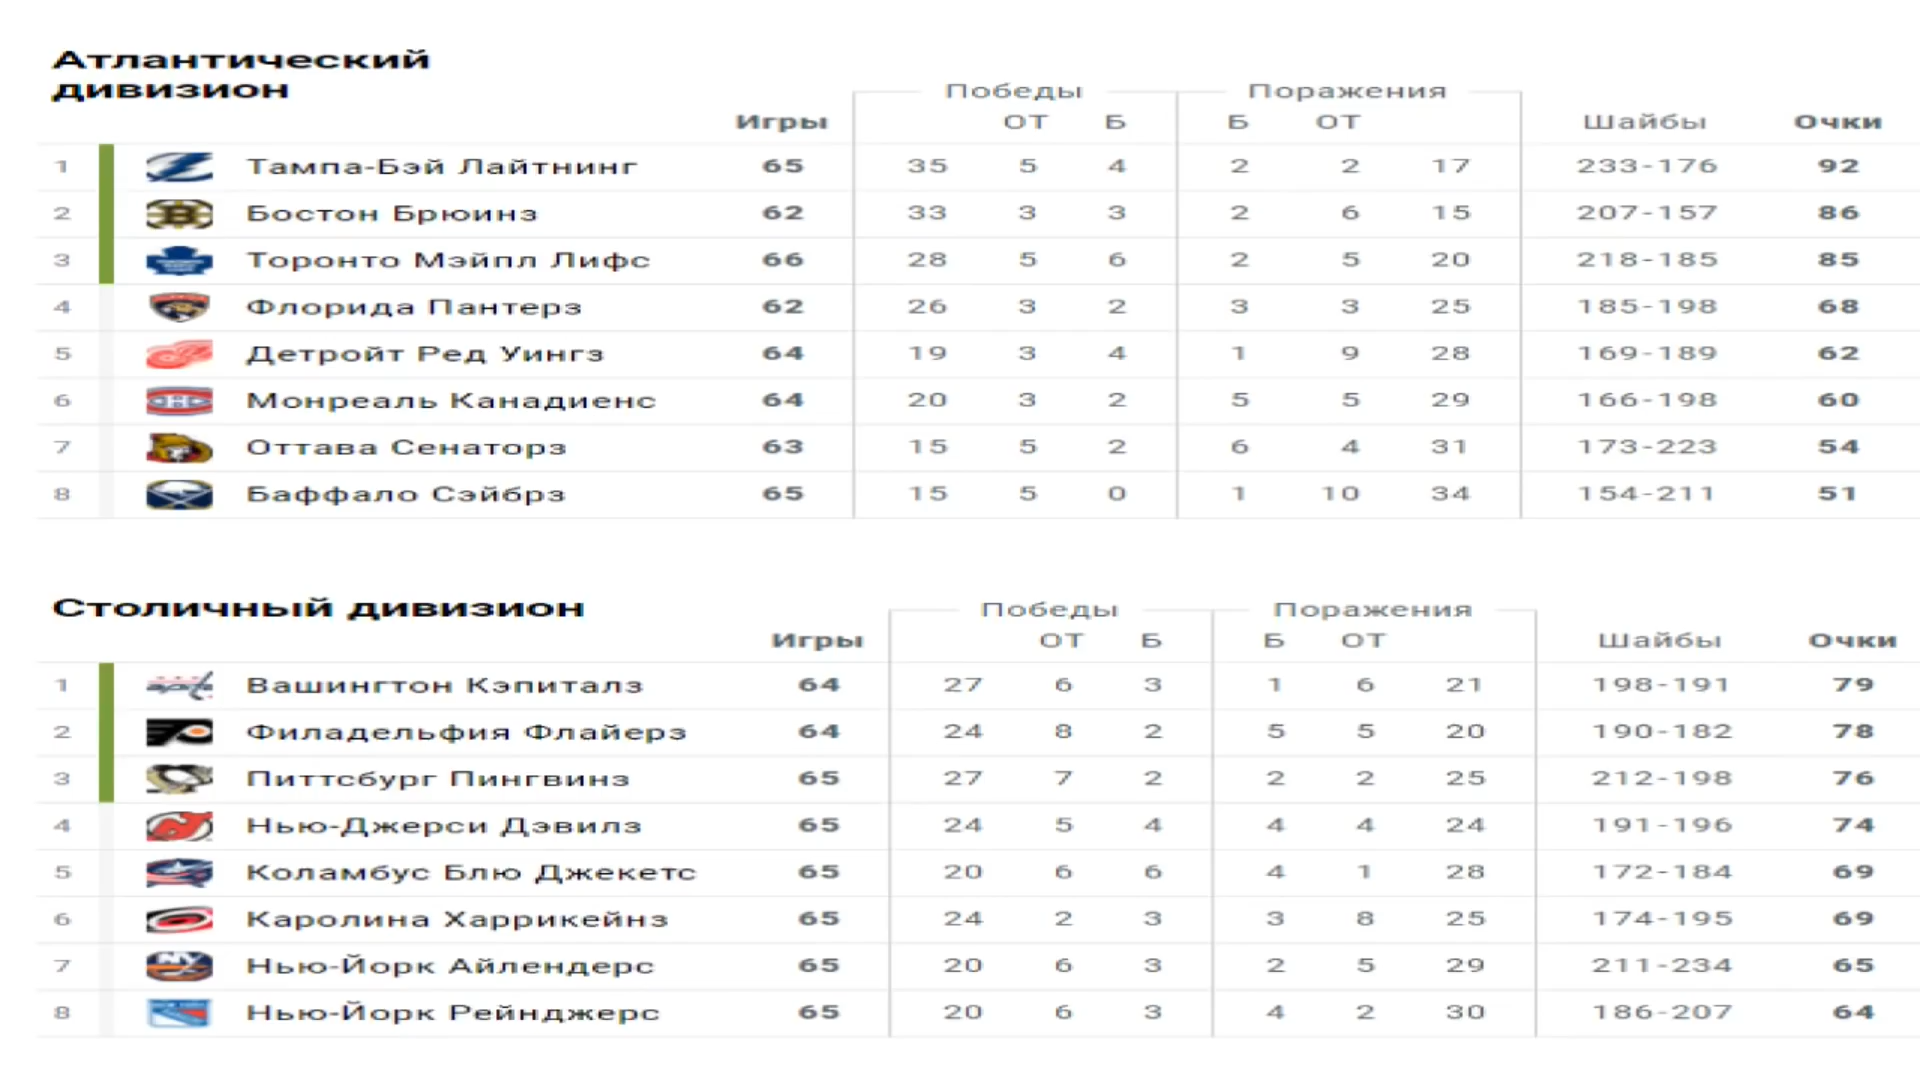 Атлантический
дивизион
Победы Поражения
Игры ОТ Б Б ОТ Шайбы Очки
1 Тампа-Бэй Лайтнинг 65 35 5 4 2 2 17 233-176 92
2 Бостон Брюинз 62 33 3 3 2 6 15 207-157 86
3 Торонто Мэйпл Лифс 66 28 5 6 2 5 20 218-185 85
4 Флорида Пантерз 62 26 3 2 3 3 25 185-198 68
5 Детройт Ред Уингз 64 19 3 4 1 9 28 169-189 62
6 Монреаль Канадиенс 64 20 3 2 5 5 29 166-198 60
7 Оттава Сенаторз 63 15 5 2 6 4 31 173-223 54
8 Баффало Сэйбрз 65 15 5 0 1 10 34 154-211 51
Столичный дивизион
Победы Поражения
Игры ОТ Б Б ОТ Шайбы Очки
1 Вашингтон Кэпиталз 64 27 6 3 1 6 21 198-191 79
2 Филадельфия Флайерз 64 24 8 2 5 5 20 190-182 78
3 Питтсбург Пингвинз 65 27 7 2 2 2 25 212-198 76
4 Нью-Джерси Дэвилз 65 24 5 4 4 4 24 191-196 74
5 Коламбус Блю Джекетс 65 20 6 6 4 1 28 172-184 69
6 Каролина Харрикейнз 65 24 2 3 3 8 25 174-195 69
7 Нью-Йорк Айлендерс 65 20 6 3 2 5 29 211-234 65
8 Нью-Йорк Рейнджерс 65 20 6 3 4 2 30 186-207 64